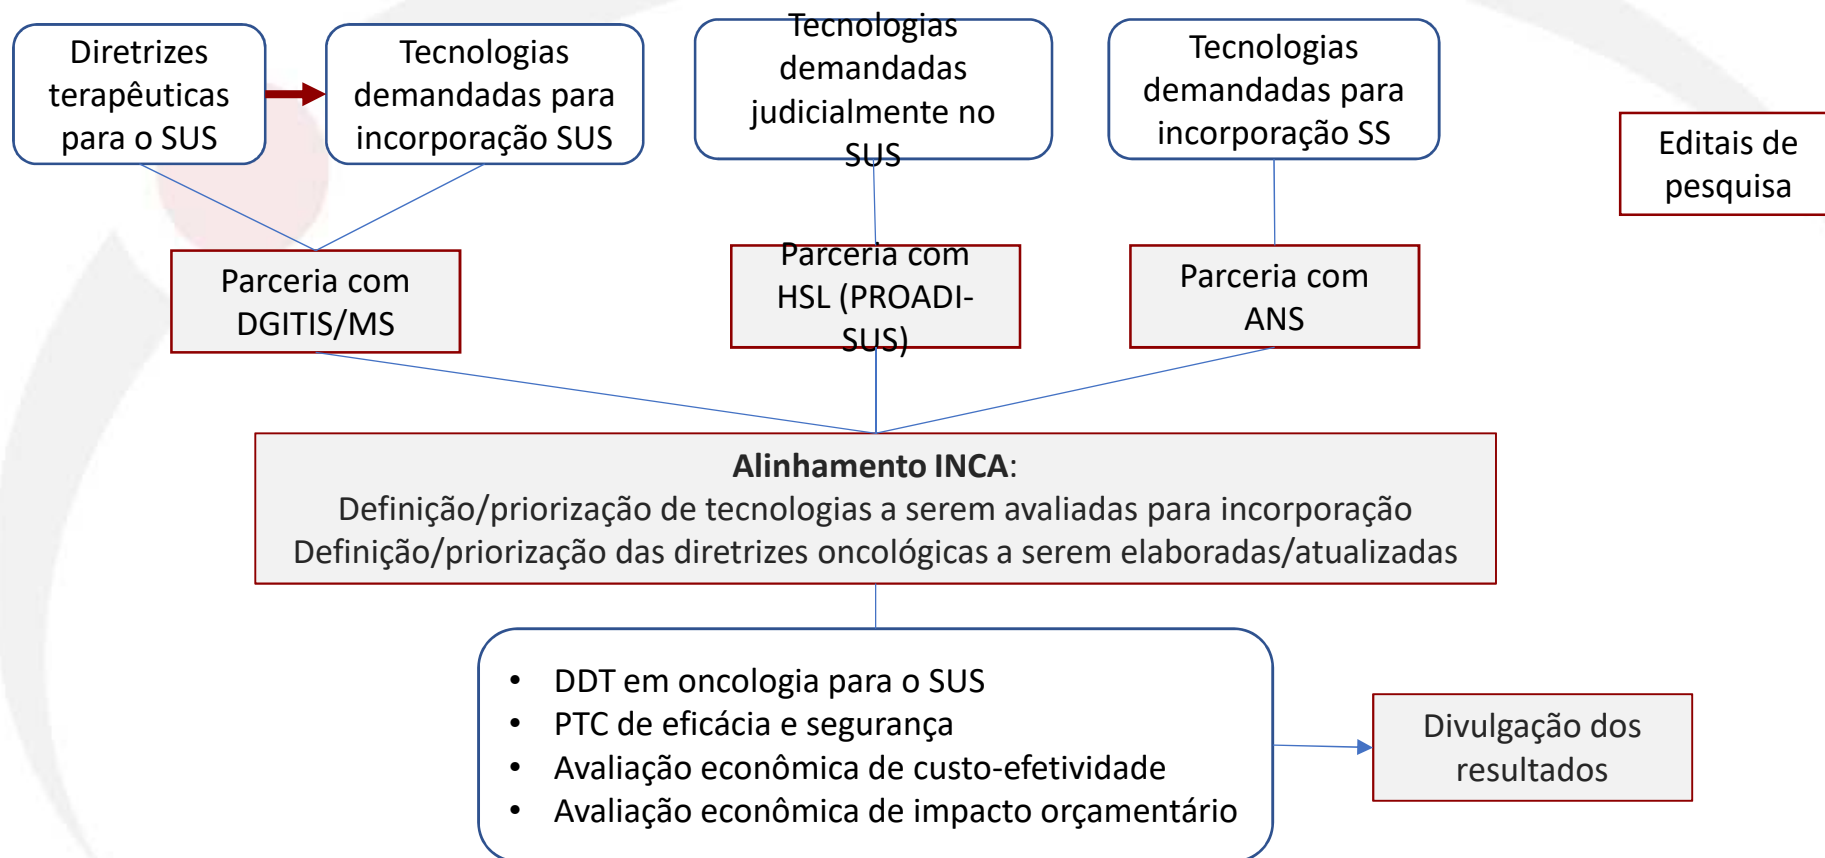 Diretrizes
terapêuticas
para o SUS
Tecnologias
demandadas para
incorporação SUS
Tecnologias
demandadas
judicialmente no
SUS
Tecnologias
demandadas para
incorporação SS
Editais de
pesquisa
Parceria com
DGITIS/MS
Parceria com
HSL (PROADI-
SUS)
Parceria com
ANS
Alinhamento INCA:
Definição/priorização de tecnologias a serem avaliadas para incorporação
Definição/priorização das diretrizes oncológicas a serem elaboradas/atualizadas
• DDT em oncologia para o SUS
• PTC de eficácia e segurança
• Avaliação econômica de custo-efetividade
• Avaliação econômica de impacto orçamentário
Divulgação dos
resultados